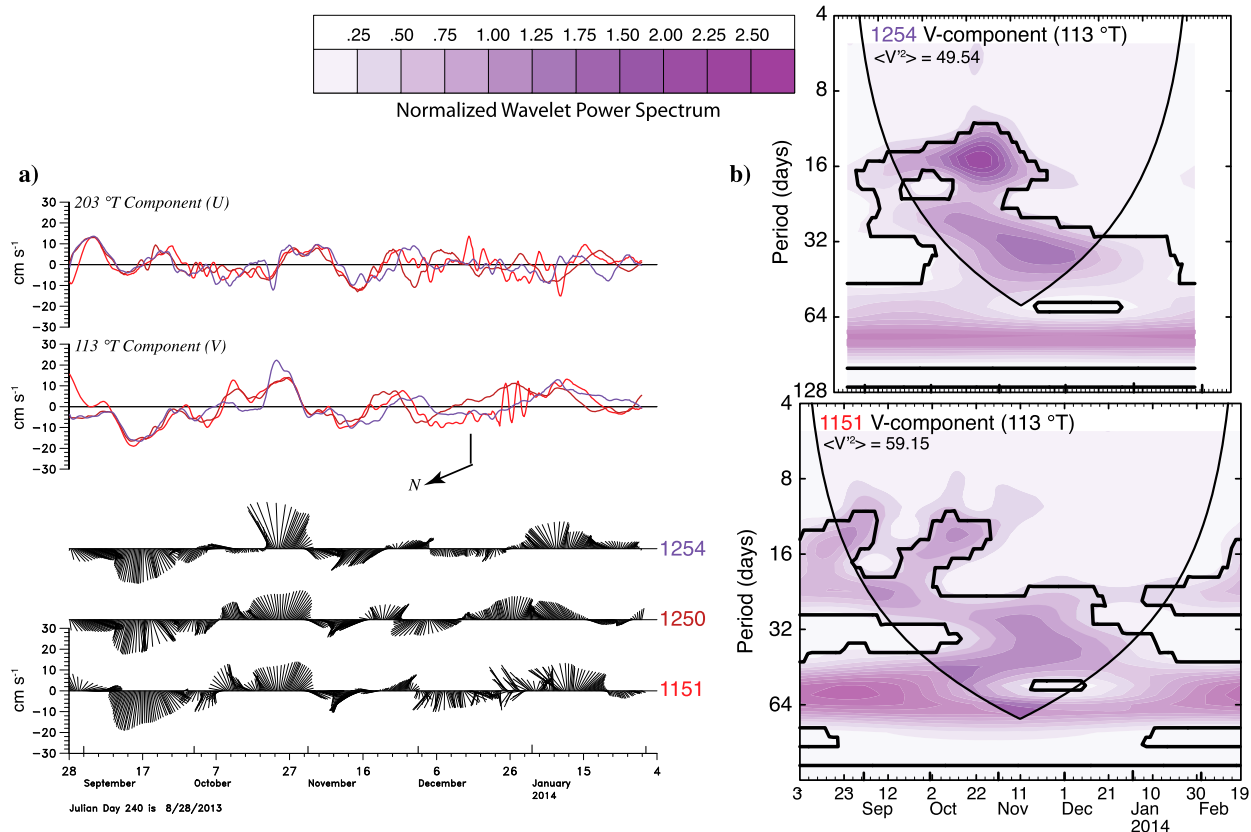 .25 .50 .75 1.00 1.25 1.75 1.50 2.00 2.25 2.50
Normalized Wavelet Power Spectrum
a)
203 °T Component (U)
30
20
10
0
-10
-20
-30
cm s-1
113 °T Component (V)
30
20
10
0
-10
-20
-30
cm s-1
N
1254
1250
1151
30
20
10
0
-10
-20
-30
cm s-1
28 17 7 27 16 6 26 15 4
September October November December January
2014
Julian Day 240 is 8/28/2013
b)
1254 V-component (113 °T)
<V'2> = 49.54
4
8
16
32
64
128
Period (days)
1151 V-component (113 °T)
<V'2> = 59.15
4
8
16
32
64
Period (days)
3 23 12 2 22 11 1 21 10 30 19
Sep Oct Nov Dec Jan Feb
2014